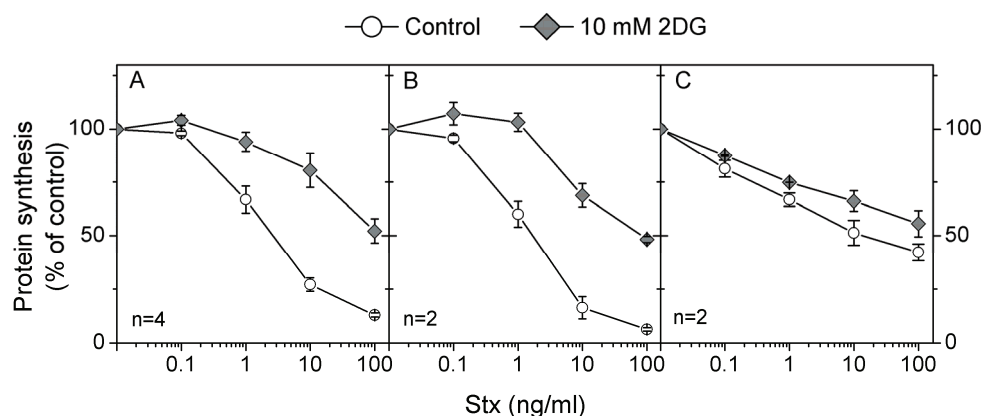 Control 10 mM 2DG
A B C
100 100
50 50
0 0
Protein synthesis
(% of control)
n=4 n=2 n=2
0.1 1 10 100 0.1 1 10 100 0.1 1 10 100
Stx (ng/ml)